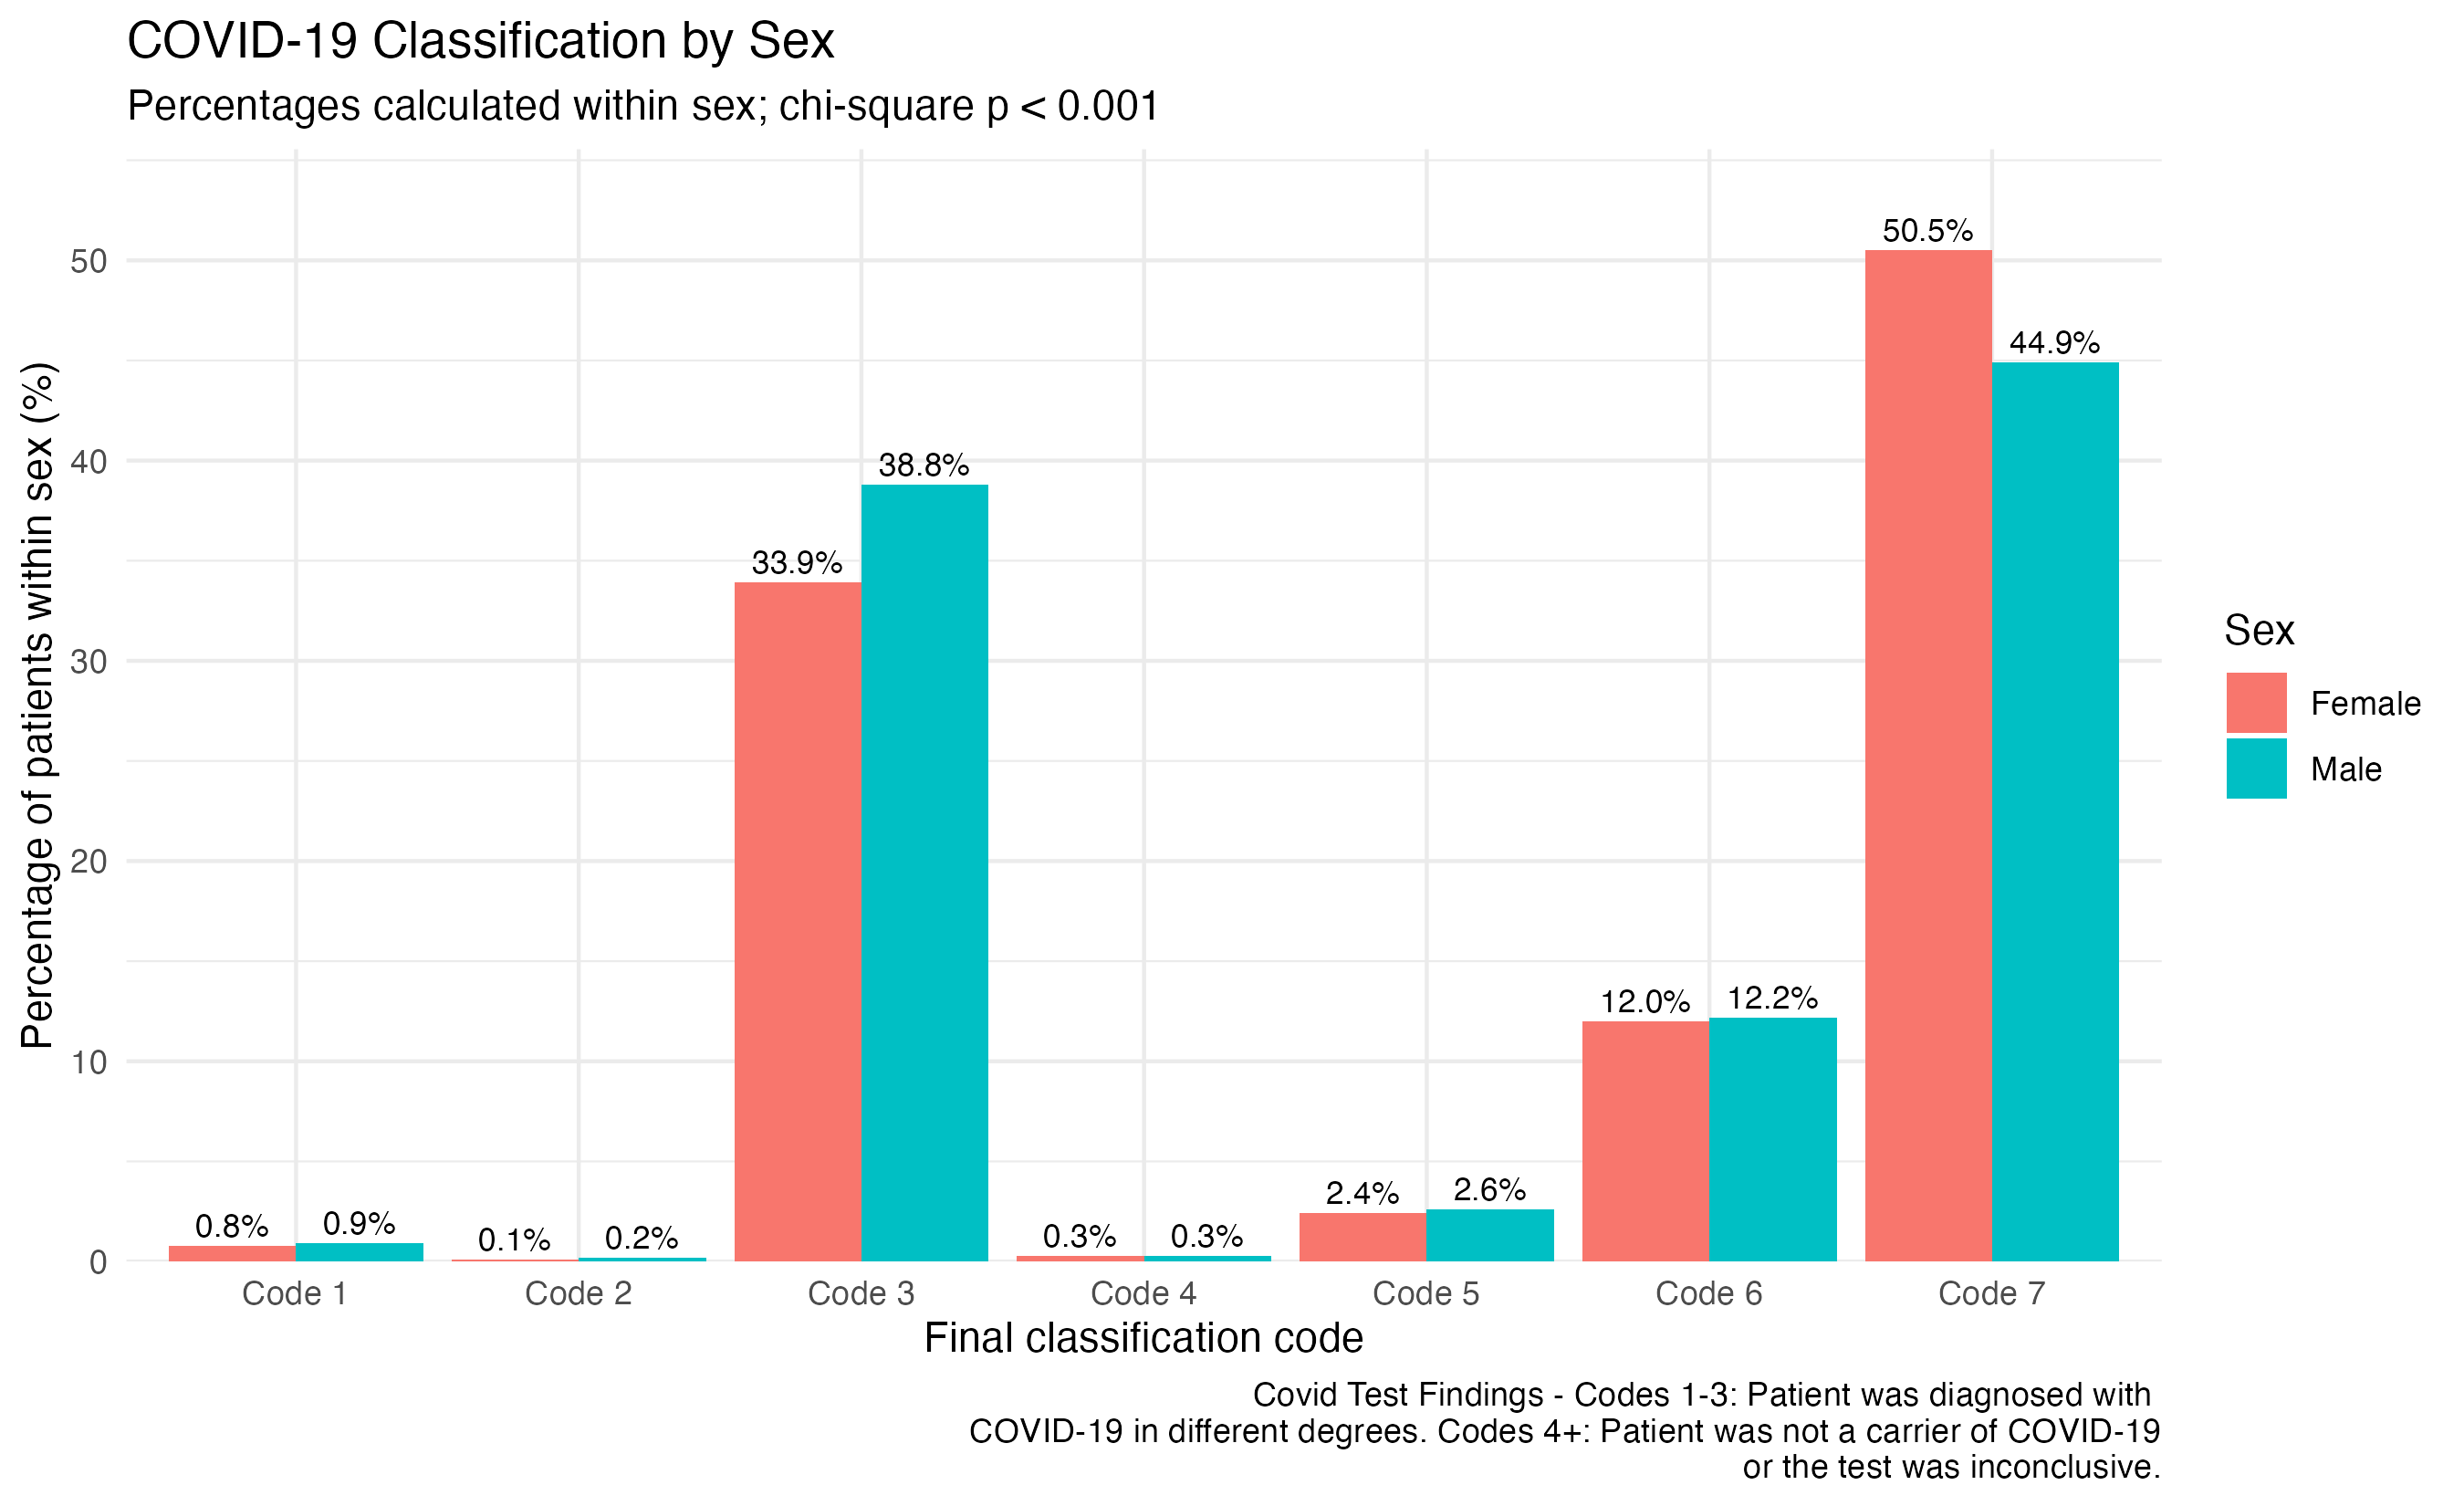 COVID-19 Classification by Sex
Percentages calculated within sex; chi-square p < 0.001
Percentage of patients within sex (%)
50
40
30
20
10
0
0.8%
0.9%
0.1%
0.2%
33.9%
38.8%
0.3%
0.3%
2.4%
2.6%
12.0%
12.2%
50.5%
44.9%
Code 1
Code 2
Code 3
Code 4
Code 5
Code 6
Code 7
Final classification code
Sex
Female
Male
Covid Test Findings - Codes 1-3: Patient was diagnosed with
COVID-19 in different degrees. Codes 4+: Patient was not a carrier of COVID-19
or the test was inconclusive.